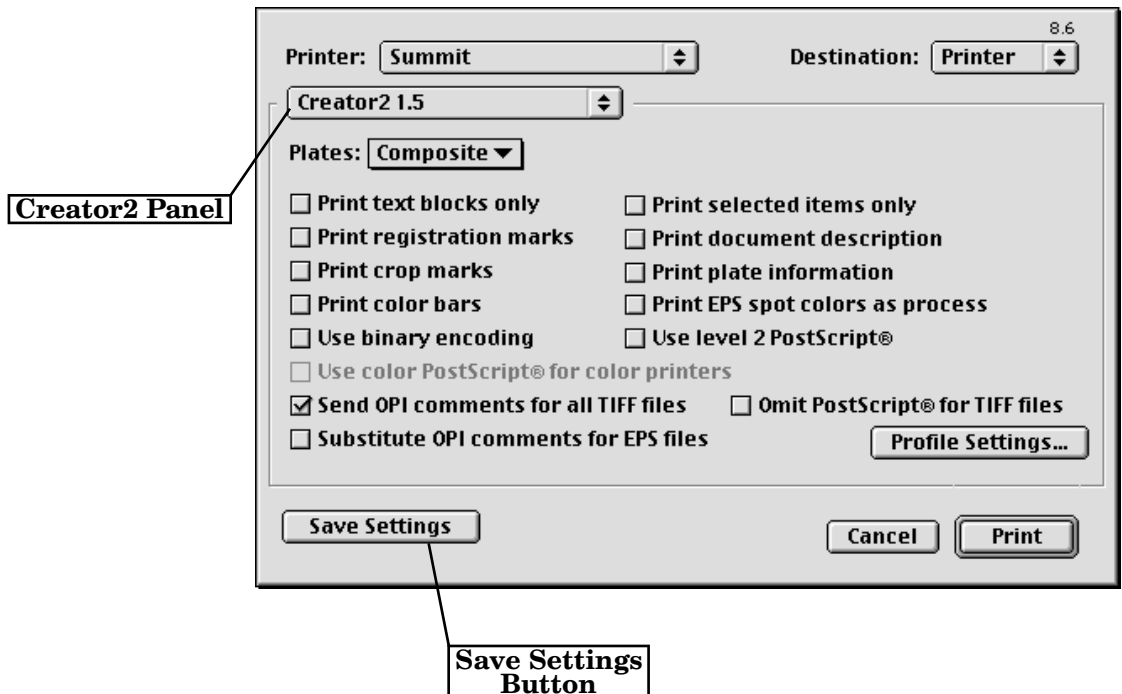 8.6
Printer: Summit Destination: Printer
Creator2 1.5
Plates: Composite
Creator2 Panel
Print text blocks only Print selected items only
Print registration marks Print document description
Print crop marks Print plate information
Print color bars Print EPS spot colors as process
Use binary encoding Use level 2 PostScript®
Use color PostScript® for color printers
Send OPI comments for all TIFF files Omit PostScript® for TIFF files
Substitute OPI comments for EPS files Profile Settings...
Save Settings Cancel Print
Save Settings
Button